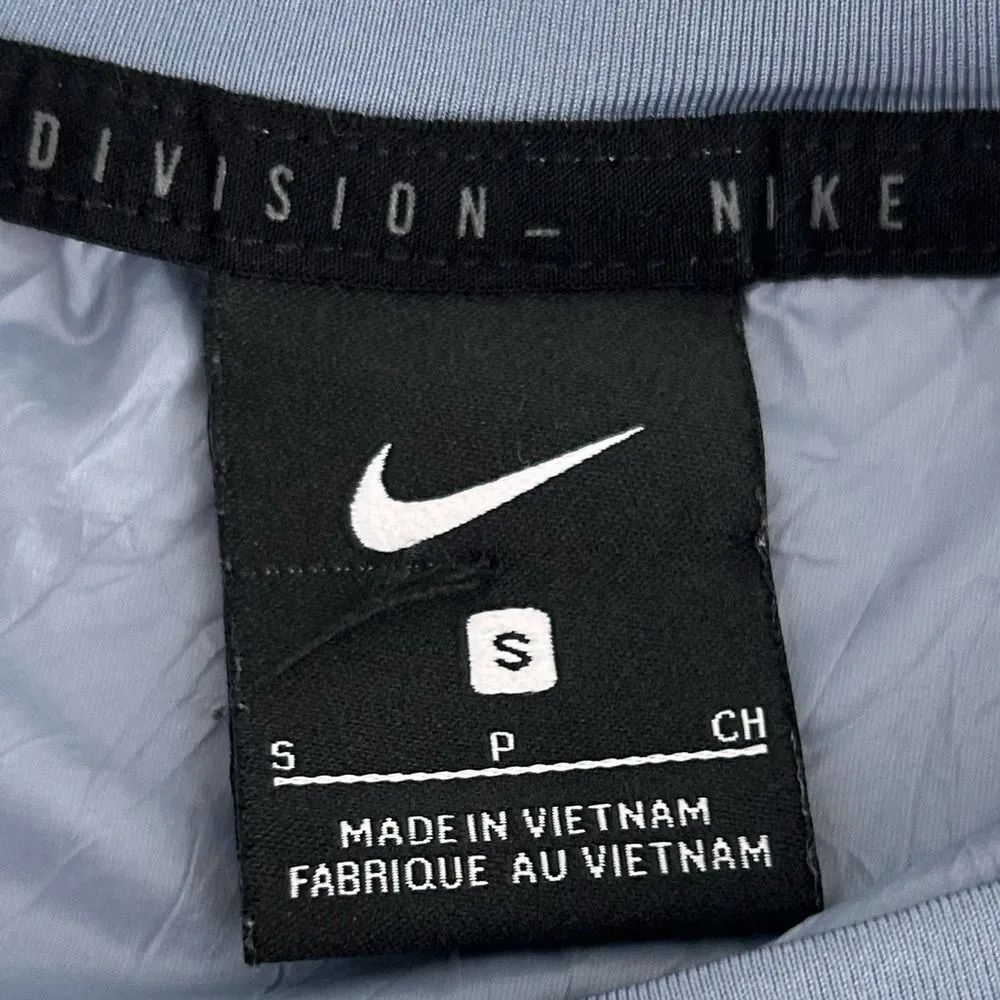 DIVISION_ NIKE
S
S P CH
MADE IN VIETNAM
FABRIQUE AU VIETNAM